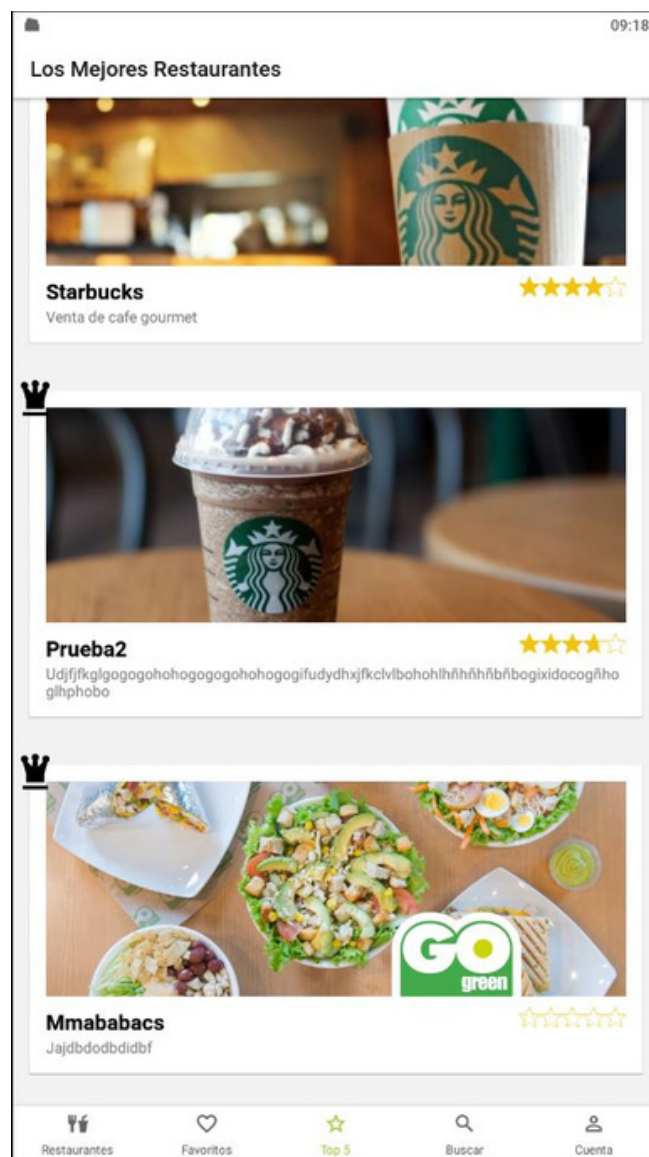 09:18
Los Mejores Restaurantes
Starbucks
Venta de cafe gourmet
Prueba2
Udjfjfkglgogogohohogogogohohogogifudydhxjfkclvlbohohlhñhñhñbñbogixidocogñho
glhphobo
GO
green
Mmababacs
Jajdbdodbdidbf
Restaurantes
Favoritos
Top 5
Buscar
Cuenta